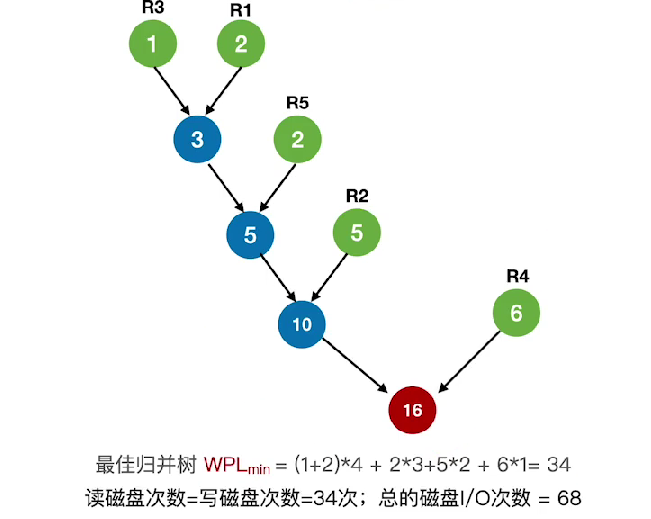 R3 R1
1 2
R5
3 2
R2
5 5
R4
10 6
16
最佳归并树 WPLmin = (1+2)*4 + 2*3+5*2 + 6*1= 34
读磁盘次数=写磁盘次数=34次；总的磁盘I/O次数 = 68